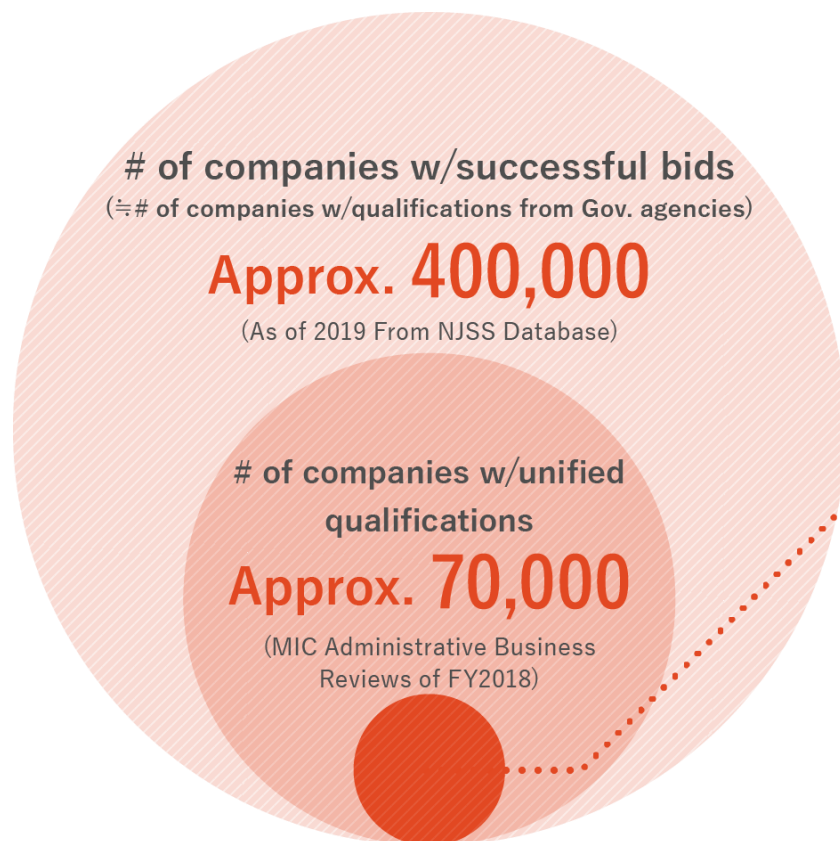 # of companies w/successful bids
(≒# of companies w/qualifications from Gov. agencies)
Approx. 400,000
(As of 2019 From NJSS Database)
# of companies w/unified
qualifications
Approx. 70,000
(MIC Administrative Business
Reviews of FY2018)